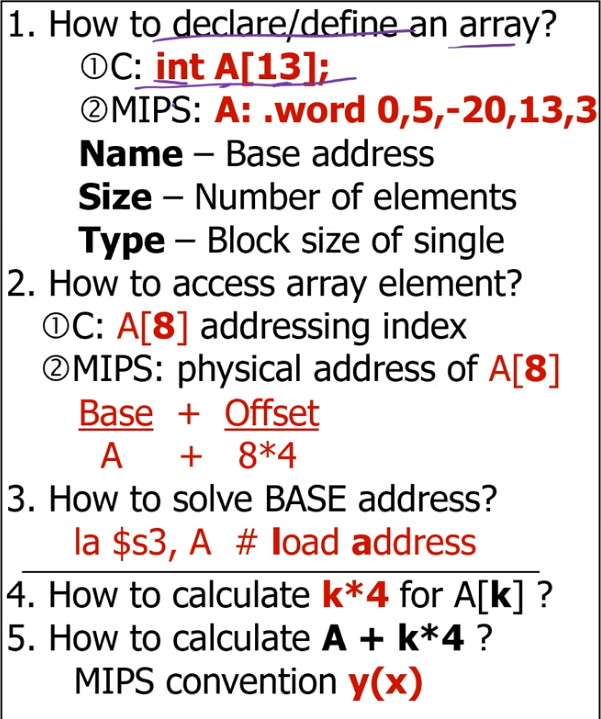 1. How to declare/define an array?
①C: int A[13];
②MIPS: A: .word 0,5,-20,13,3
Name – Base address
Size – Number of elements
Type – Block size of single
2. How to access array element?
①C: A[8] addressing index
②MIPS: physical address of A[8]
Base + Offset
A + 8*4
3. How to solve BASE address?
la $s3, A # load address
4. How to calculate k*4 for A[k] ?
5. How to calculate A + k*4 ?
MIPS convention y(x)